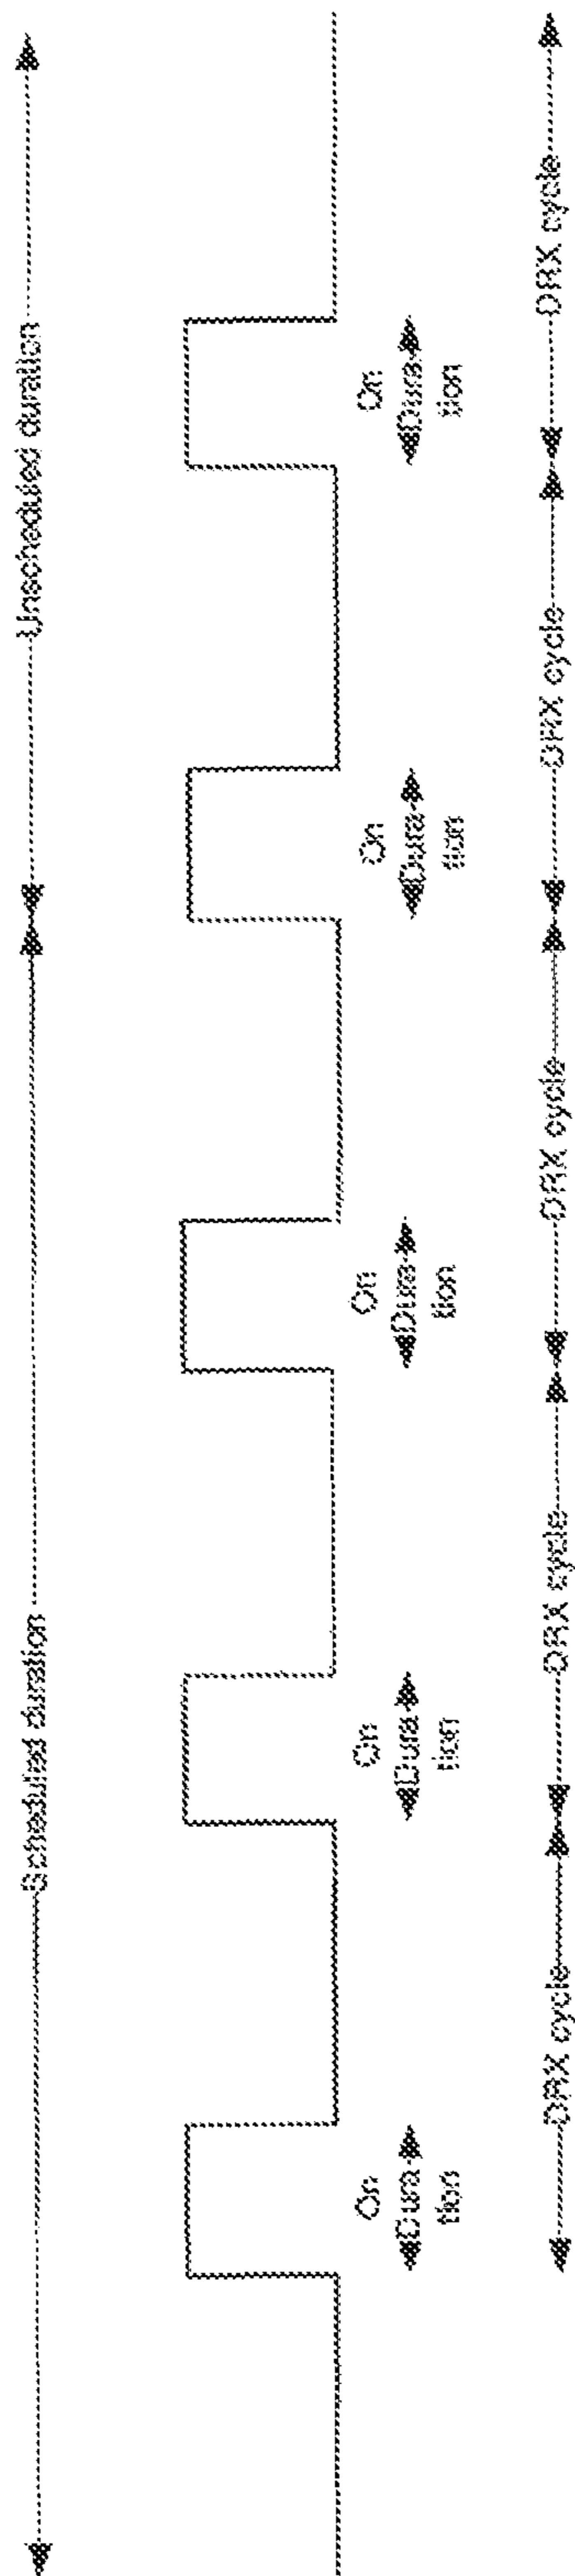 Scheduled duration
Unscheduled duration
On
Dura-
tion
On
Dura-
tion
On
Dura-
tion
On
Dura-
tion
On
Dura-
tion
DRX cycle
DRX cycle
DRX cycle
DRX cycle
DRX cycle